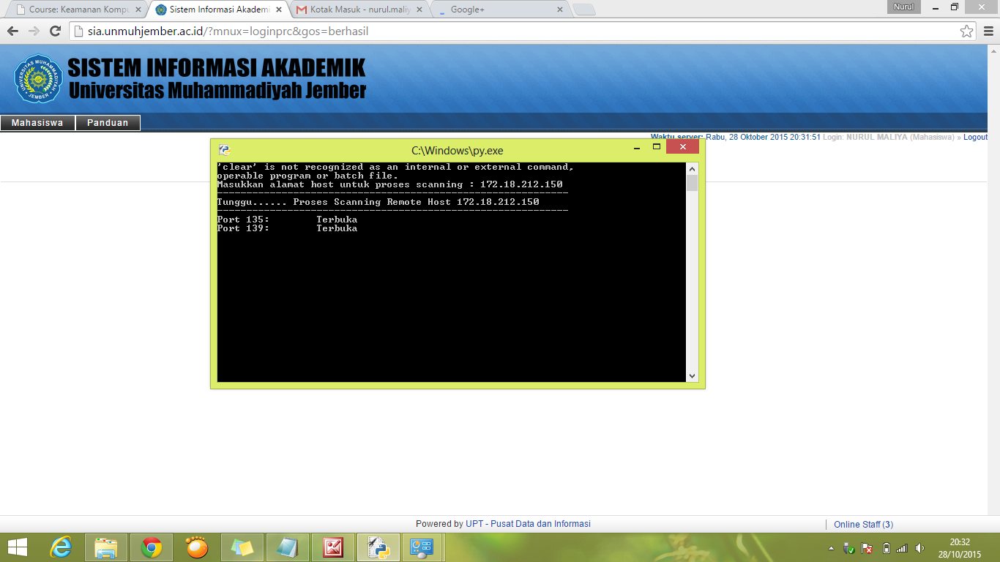 Course: Keamanan Kompu
Sistem Informasi Akademi
Kotak Masuk - nurul.maliy
Google+
Nurul
sia.unmuhjember.ac.id/?mnux=loginprc&gos=berhasil
UNIVERSITAS MUHAMMADIYAH
JEMBER
SISTEM INFORMASI AKADEMIK
Universitas Muhammadiyah Jember
Mahasiswa
Panduan
Waktu server: Rabu, 28 Oktober 2015 20:31:51 Login: NURUL MALIYA (Mahasiswa) » Logout
C:\Windows\py.exe
'clear' is not recognized as an internal or external command,
operable program or batch file.
Masukkan alamat host untuk proses scanning : 172.18.212.150
------------------------------------------------------------
Tunggu...... Proses Scanning Remote Host 172.18.212.150
------------------------------------------------------------
Port 135:        Terbuka
Port 139:        Terbuka
Powered by UPT - Pusat Data dan Informasi
Online Staff (3)
20:32
28/10/2015